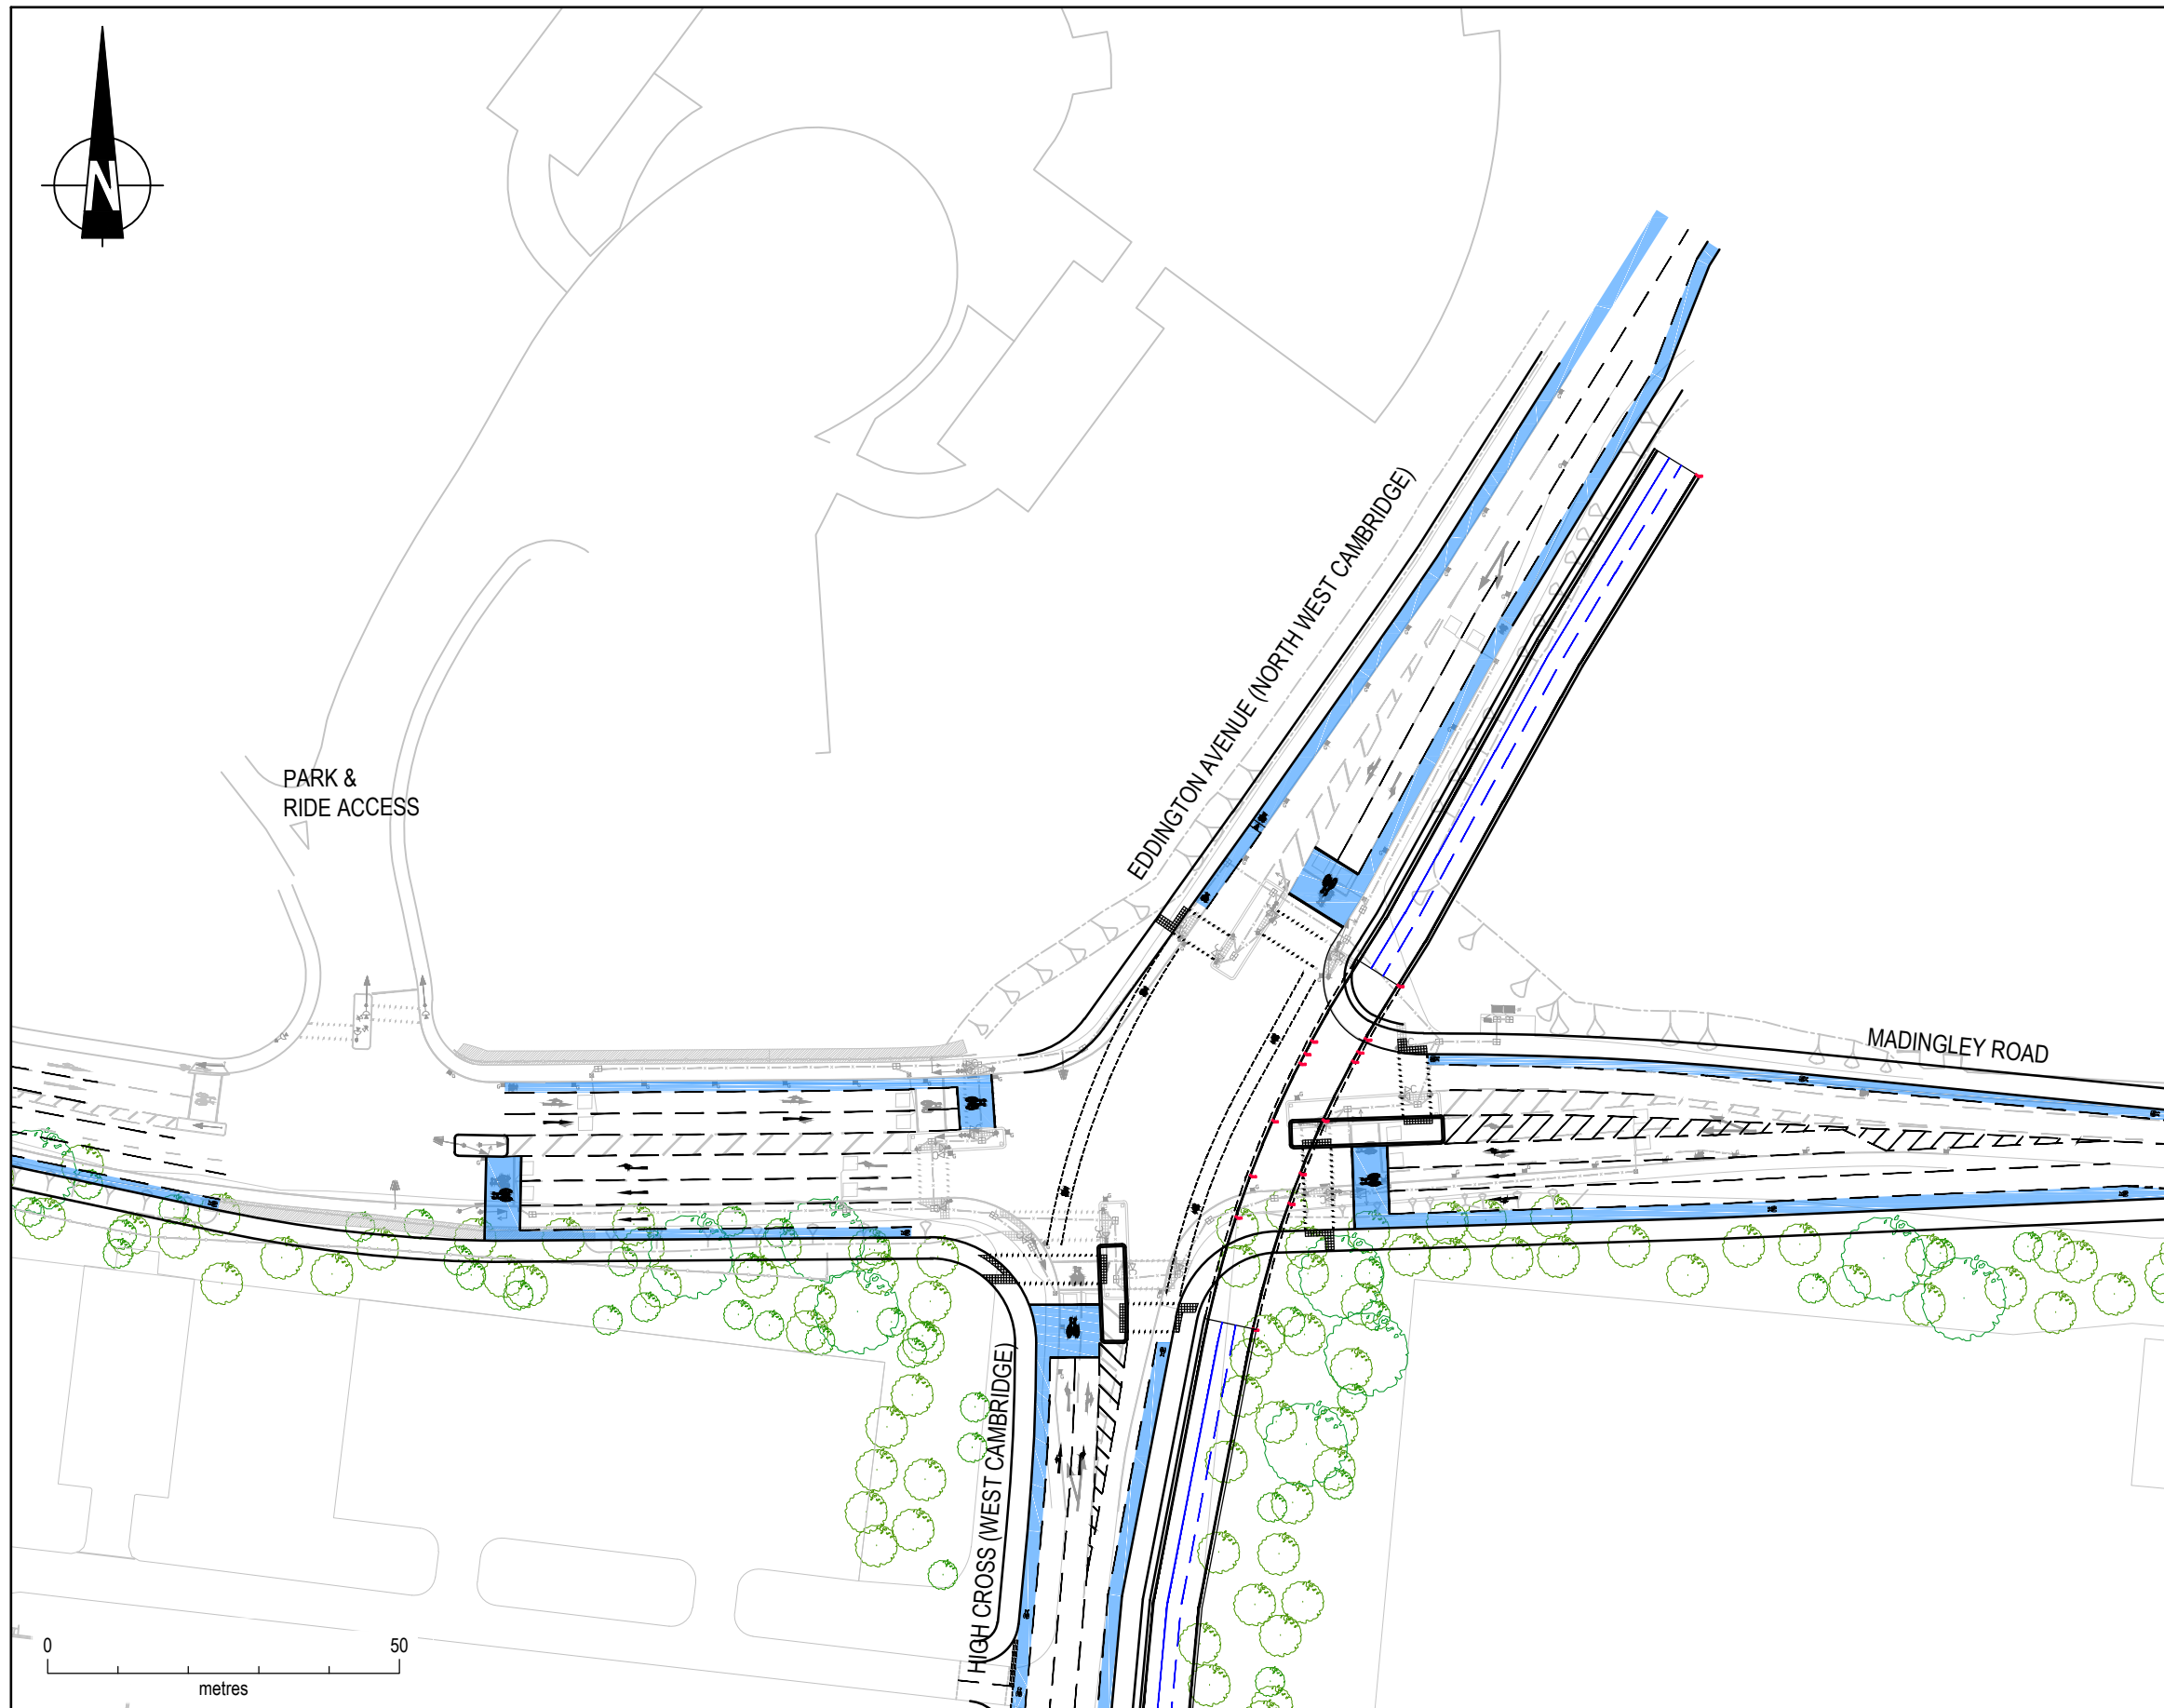 N
EDDINGTON AVENUE (NORTH WEST CAMBRIDGE)
PARK &
RIDE ACCESS
MADINGLEY ROAD
HIGH CROSS (WEST CAMBRIDGE)
0 50
metres